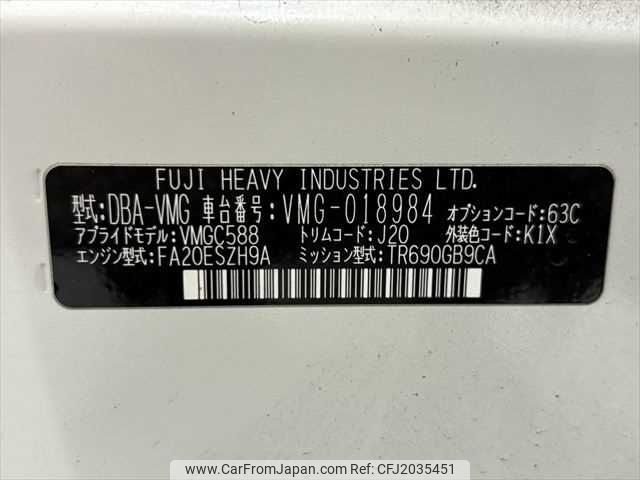 FUJI HEAVY INDUSTRIES LTD.
型式:DBA-VMG 車台番号:VMG-018984 オプションコード:63C
アプライドモデル:VMGC588 トリムコード:J20 外装色コード:K1X
エンジン型式:FA20ESZH9A ミッション型式:TR690GB9CA
www.CarFromJapan.com - CFJ2035451